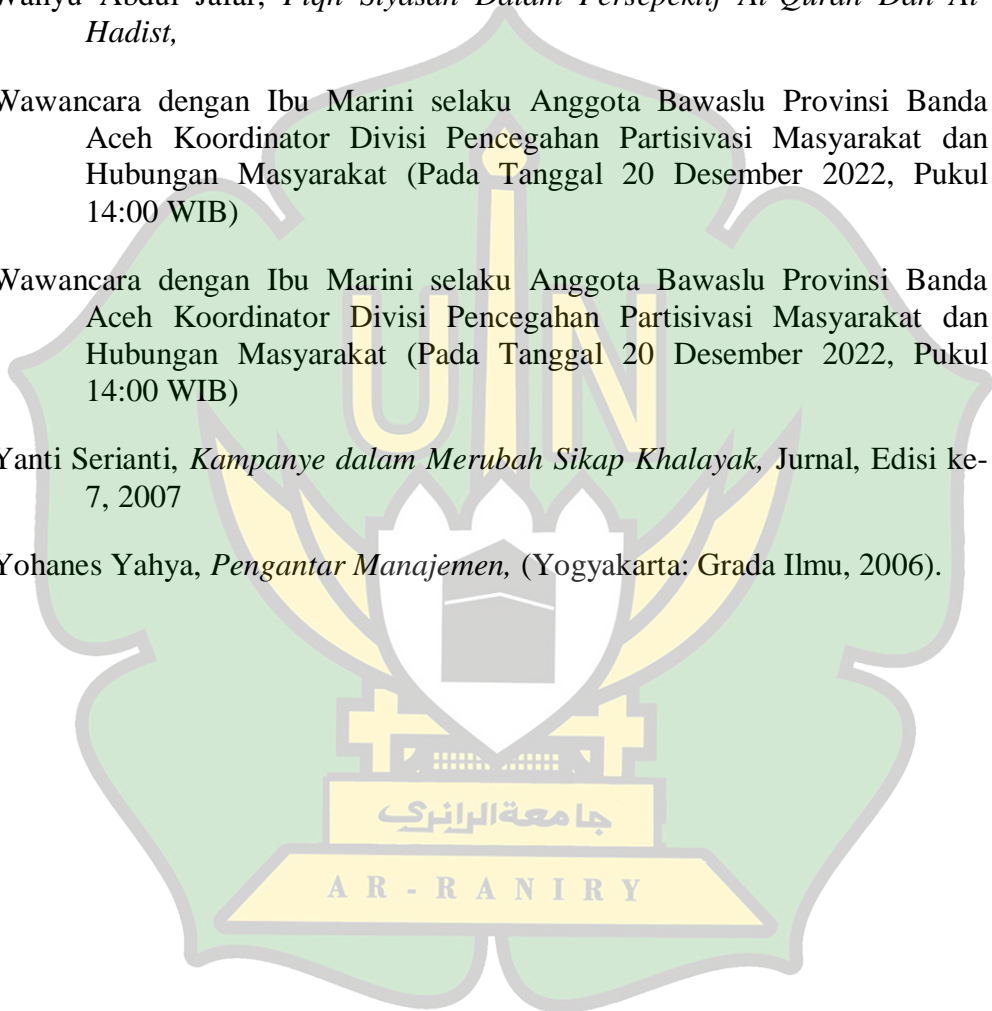 Wahyu Abdul Jafar, Fiqh Siyasah Dalam Persepektif Al-Quran Dan Al-
Hadist,
Wawancara dengan Ibu Marini selaku Anggota Bawaslu Provinsi Banda
Aceh Koordinator Divisi Pencegahan Partisivasi Masyarakat dan
Hubungan Masyarakat (Pada Tanggal 20 Desember 2022, Pukul
14:00 WIB)
Wawancara dengan Ibu Marini selaku Anggota Bawaslu Provinsi Banda
Aceh Koordinator Divisi Pencegahan Partisivasi Masyarakat dan
Hubungan Masyarakat (Pada Tanggal 20 Desember 2022, Pukul
14:00 WIB)
Yanti Serianti, Kampanye dalam Merubah Sikap Khalayak, Jurnal, Edisi ke-
7, 2007
Yohanes Yahya, Pengantar Manajemen, (Yogyakarta: Grada Ilmu, 2006).
UIN
جامعةالرانري
AR-RANIRY